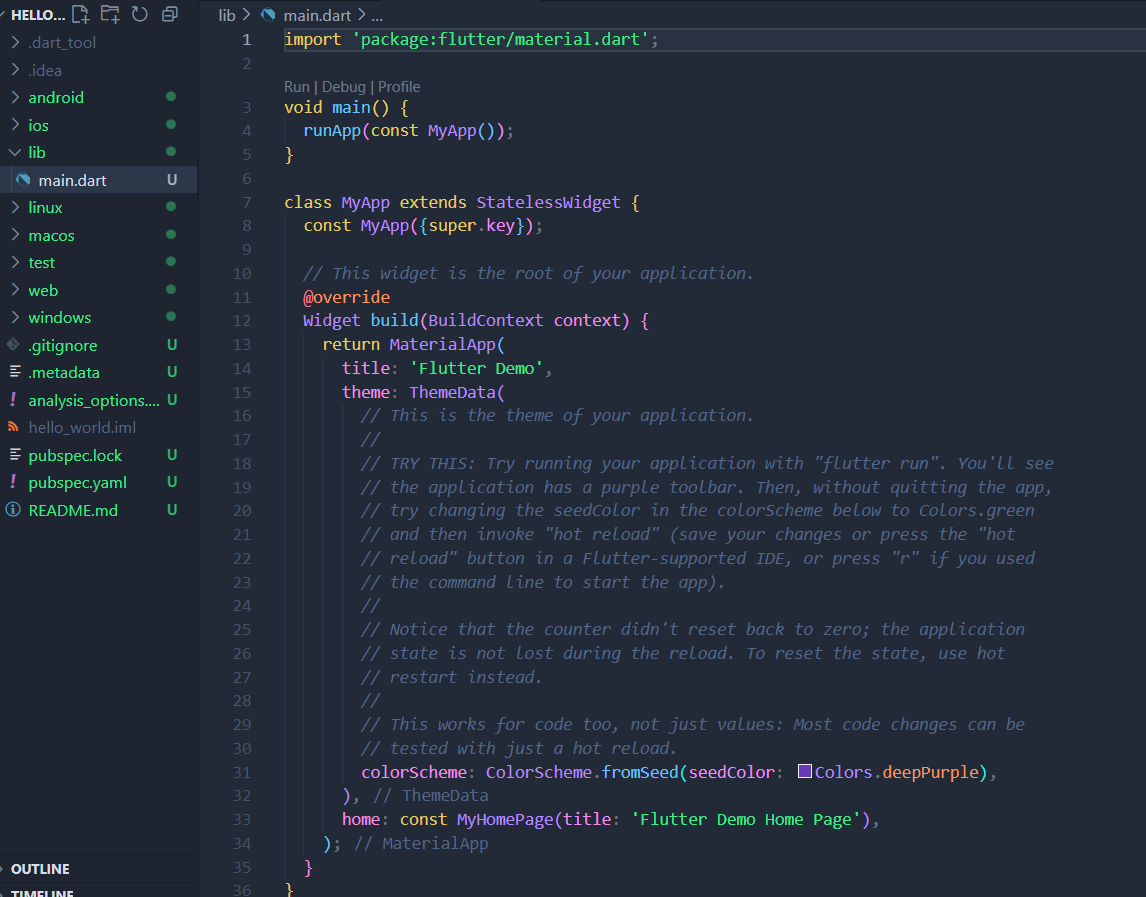 HELLO...
.dart_tool
.idea
android
ios
lib
main.dart U
linux
macos
test
web
windows
.gitignore U
.metadata U
analysis_options.... U
hello_world.iml
pubspec.lock U
pubspec.yaml U
README.md U
OUTLINE
TIMELINE
lib > main.dart > ...
1 import 'package:flutter/material.dart';
2
Run | Debug | Profile
3 void main() {
4 runApp(const MyApp());
5 }
6
7 class MyApp extends StatelessWidget {
8 const MyApp({super.key});
9
10 // This widget is the root of your application.
11 @override
12 Widget build(BuildContext context) {
13 return MaterialApp(
14 title: 'Flutter Demo',
15 theme: ThemeData(
16 // This is the theme of your application.
17 //
18 // TRY THIS: Try running your application with "flutter run". You'll see
19 // the application has a purple toolbar. Then, without quitting the app,
20 // try changing the seedColor in the colorScheme below to Colors.green
21 // and then invoke "hot reload" (save your changes or press the "hot
22 // reload" button in a Flutter-supported IDE, or press "r" if you used
23 // the command line to start the app).
24 //
25 // Notice that the counter didn't reset back to zero; the application
26 // state is not lost during the reload. To reset the state, use hot
27 // restart instead.
28 //
29 // This works for code too, not just values: Most code changes can be
30 // tested with just a hot reload.
31 colorScheme: ColorScheme.fromSeed(seedColor: Colors.deepPurple),
32 ), // ThemeData
33 home: const MyHomePage(title: 'Flutter Demo Home Page'),
34 ); // MaterialApp
35 }
36 }